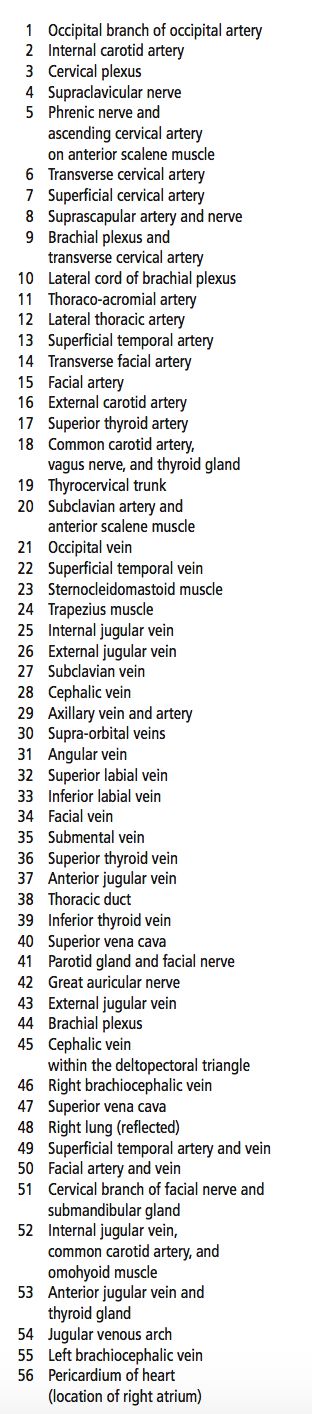 1 Occipital branch of occipital artery
2 Internal carotid artery
3 Cervical plexus
4 Supraclavicular nerve
5 Phrenic nerve and
ascending cervical artery
on anterior scalene muscle
6 Transverse cervical artery
7 Superficial cervical artery
8 Suprascapular artery and nerve
9 Brachial plexus and
transverse cervical artery
10 Lateral cord of brachial plexus
11 Thoraco-acromial artery
12 Lateral thoracic artery
13 Superficial temporal artery
14 Transverse facial artery
15 Facial artery
16 External carotid artery
17 Superior thyroid artery
18 Common carotid artery,
vagus nerve, and thyroid gland
19 Thyrocervical trunk
20 Subclavian artery and
anterior scalene muscle
21 Occipital vein
22 Superficial temporal vein
23 Sternocleidomastoid muscle
24 Trapezius muscle
25 Internal jugular vein
26 External jugular vein
27 Subclavian vein
28 Cephalic vein
29 Axillary vein and artery
30 Supra-orbital veins
31 Angular vein
32 Superior labial vein
33 Inferior labial vein
34 Facial vein
35 Submental vein
36 Superior thyroid vein
37 Anterior jugular vein
38 Thoracic duct
39 Inferior thyroid vein
40 Superior vena cava
41 Parotid gland and facial nerve
42 Great auricular nerve
43 External jugular vein
44 Brachial plexus
45 Cephalic vein
within the deltopectoral triangle
46 Right brachiocephalic vein
47 Superior vena cava
48 Right lung (reflected)
49 Superficial temporal artery and vein
50 Facial artery and vein
51 Cervical branch of facial nerve and
submandibular gland
52 Internal jugular vein,
common carotid artery, and
omohyoid muscle
53 Anterior jugular vein and
thyroid gland
54 Jugular venous arch
55 Left brachiocephalic vein
56 Pericardium of heart
(location of right atrium)